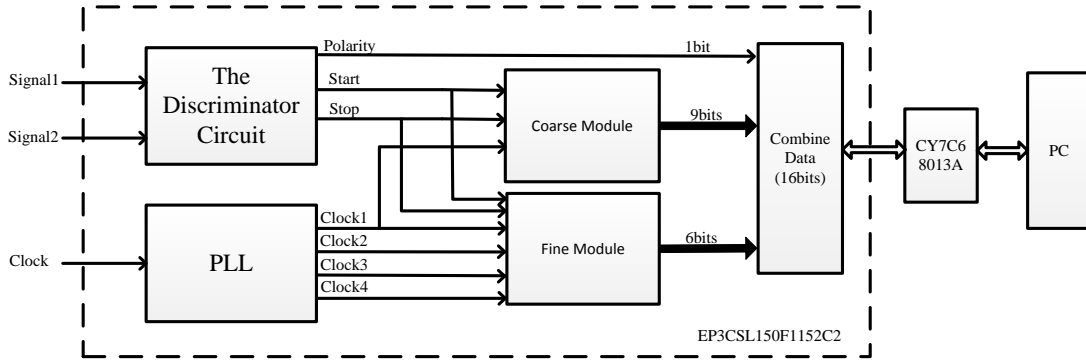 Signal1
Signal2
Clock
The
Discriminator
Circuit
PLL
Polarity
Start
Stop
Clock1
Clock2
Clock3
Clock4
Coarse Module
Fine Module
1bit
9bits
6bits
Combine
Data
(16bits)
EP3CSL150F1152C2
CY7C6
8013A
PC